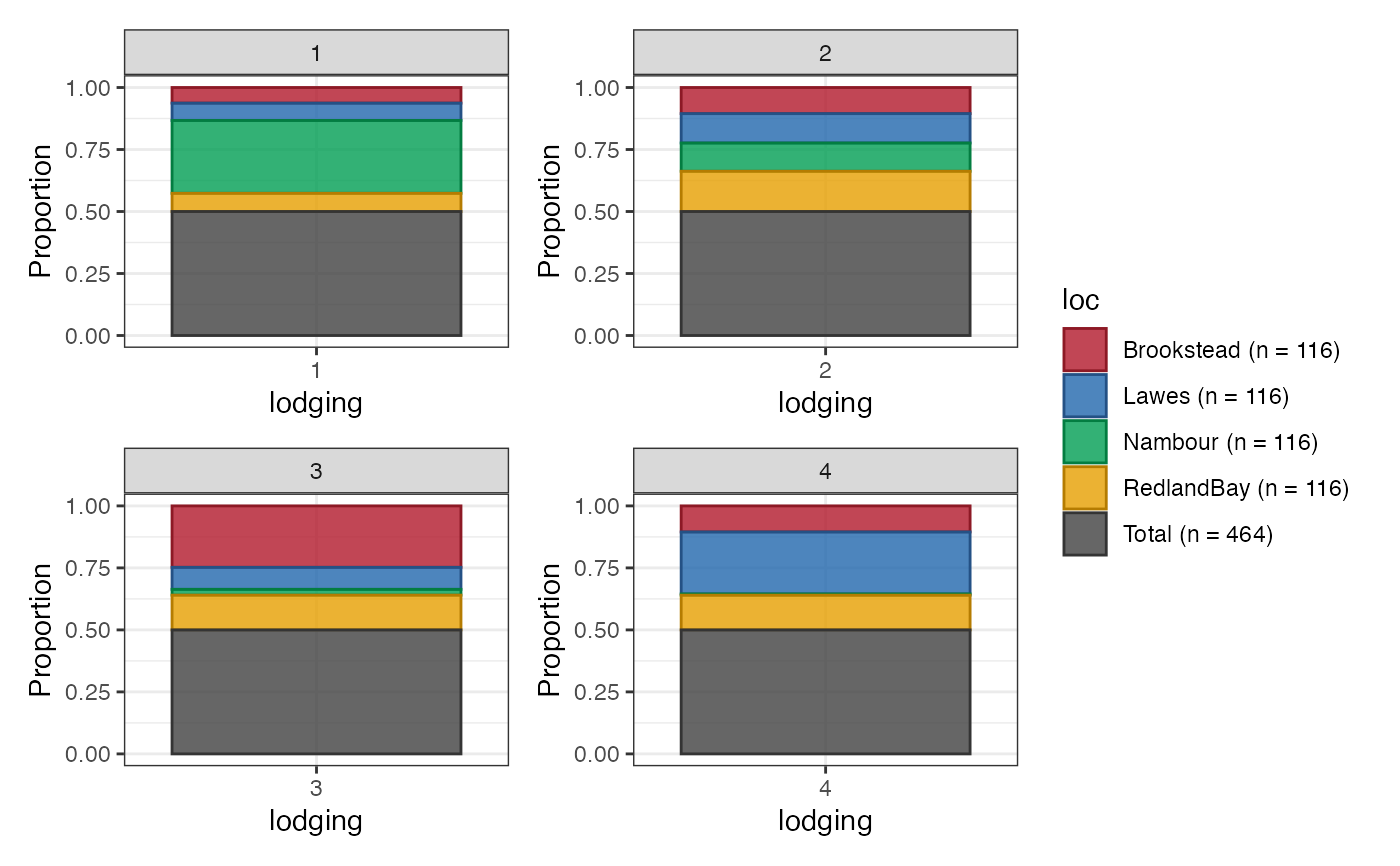 1
Proportion
1.00
0.75
0.50
0.25
0.00
1
lodging
2
Proportion
1.00
0.75
0.50
0.25
0.00
2
lodging
3
Proportion
1.00
0.75
0.50
0.25
0.00
3
lodging
4
Proportion
1.00
0.75
0.50
0.25
0.00
4
lodging
loc
Brookstead (n = 116)
Lawes (n = 116)
Nambour (n = 116)
RedlandBay (n = 116)
Total (n = 464)